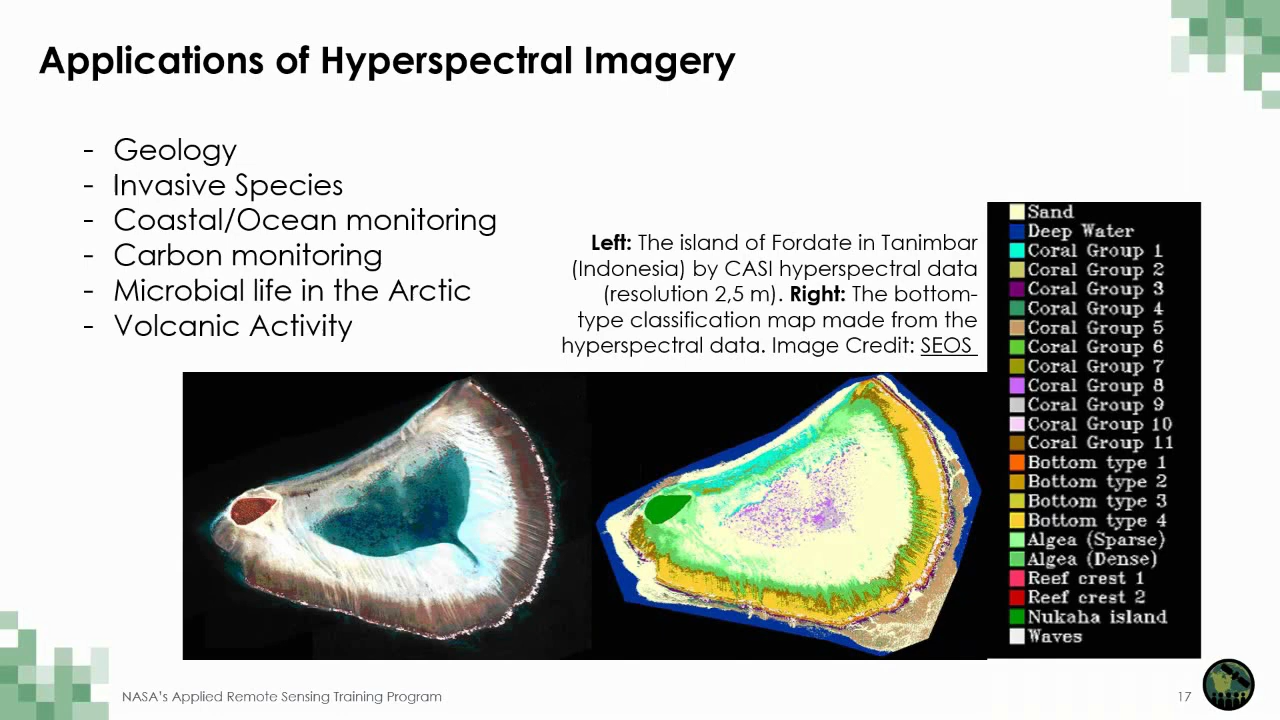 Applications of Hyperspectral Imagery
- Geology
- Invasive Species
- Coastal/Ocean monitoring
- Carbon monitoring
- Microbial life in the Arctic
- Volcanic Activity
Left: The island of Fordate in Tanimbar
(Indonesia) by CASI hyperspectral data
(resolution 2,5 m). Right: The bottom-
type classification map made from the
hyperspectral data. Image Credit: SEOS
Sand
Deep Water
Coral Group 1
Coral Group 2
Coral Group 3
Coral Group 4
Coral Group 5
Coral Group 6
Coral Group 7
Coral Group 8
Coral Group 9
Coral Group 10
Coral Group 11
Bottom type 1
Bottom type 2
Bottom type 3
Bottom type 4
Algea (Sparse)
Algea (Dense)
Reef crest 1
Reef crest 2
Nukaha island
Waves
NASA's Applied Remote Sensing Training Program
17